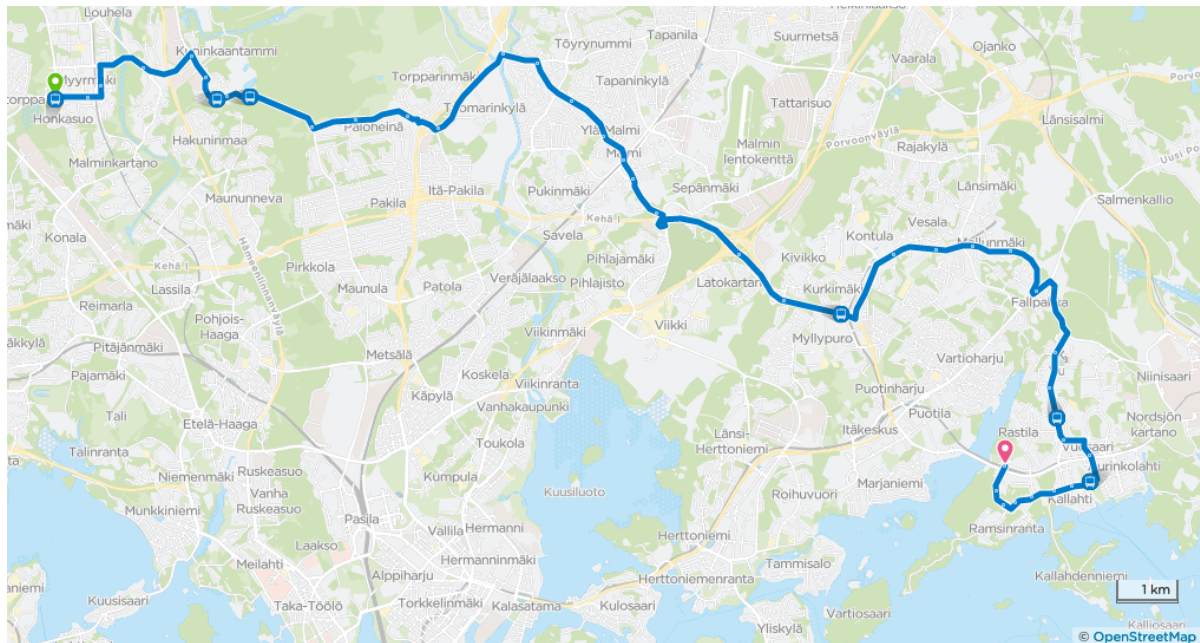 Louhela
Kuninkaantammi
Töyrynummi
Tapanila
Suurmetsä
Ojanko
Vaarala
Myyrmäki
Torpparinmäki
Tapaninkylä
Tattarisuo
Honkasuo
Tuomarinkylä
Länsisalmi
Paloneinä
Ylä-Malmi
Malmi
Malmin
lentokenttä
Porvoonväylä
Rajakylä
Hakuninmaa
Malminkartano
Itä-Pakila
Pukinmäki
Sepänmäki
Länsimäki
Maununneva
Pakila
Salmenkallio
Konala
Kehä I
Savela
Vesala
Kontula
Mellunmäki
Kehä I
Pirkkola
Hämeenlinnanväylä
Veräjälaakso
Pihlajamäki
Kivikko
Lassila
Maunula
Patola
Pihlajisto
Latokartano
Kurkimäki
Fallpakka
Reimarla
Pohjois-
Haaga
Viikinmäki
Viikki
Myllypuro
Pitäjänmäki
Metsälä
Vartioharju
Pajamäki
Koskela
Viikinranta
Niinisaari
Käpylä
Vanhakaupunki
Puotinharju
Puotila
Tali
Etelä-Haaga
Nordsjön
kartano
Talinranta
Toukola
Länsi-
Herttoniemi
Itäkeskus
Rastila
Vuosaari
Niemenmäki
Ruskeasuo
Kumpula
Aurinkolahti
Vanha
Ruskeasuo
Kuusiluoto
Roihuvuori
Marjaniemi
Kallahti
Munkkiniemi
Pasila
Vallila
Hermanni
Ramsinranta
Laakso
Herttoniemi
Meilahti
Hermanninmäki
Tammisalo
Alppiharju
Herttoniemenranta
Kallahdenniemi
Kuusisaari
Taka-Töölö
Torkkelinmäki
Kalasatama
Kulosaari
Vartiosaari
Kalliosaari
Yliskylä
1 km
© OpenStreetMap